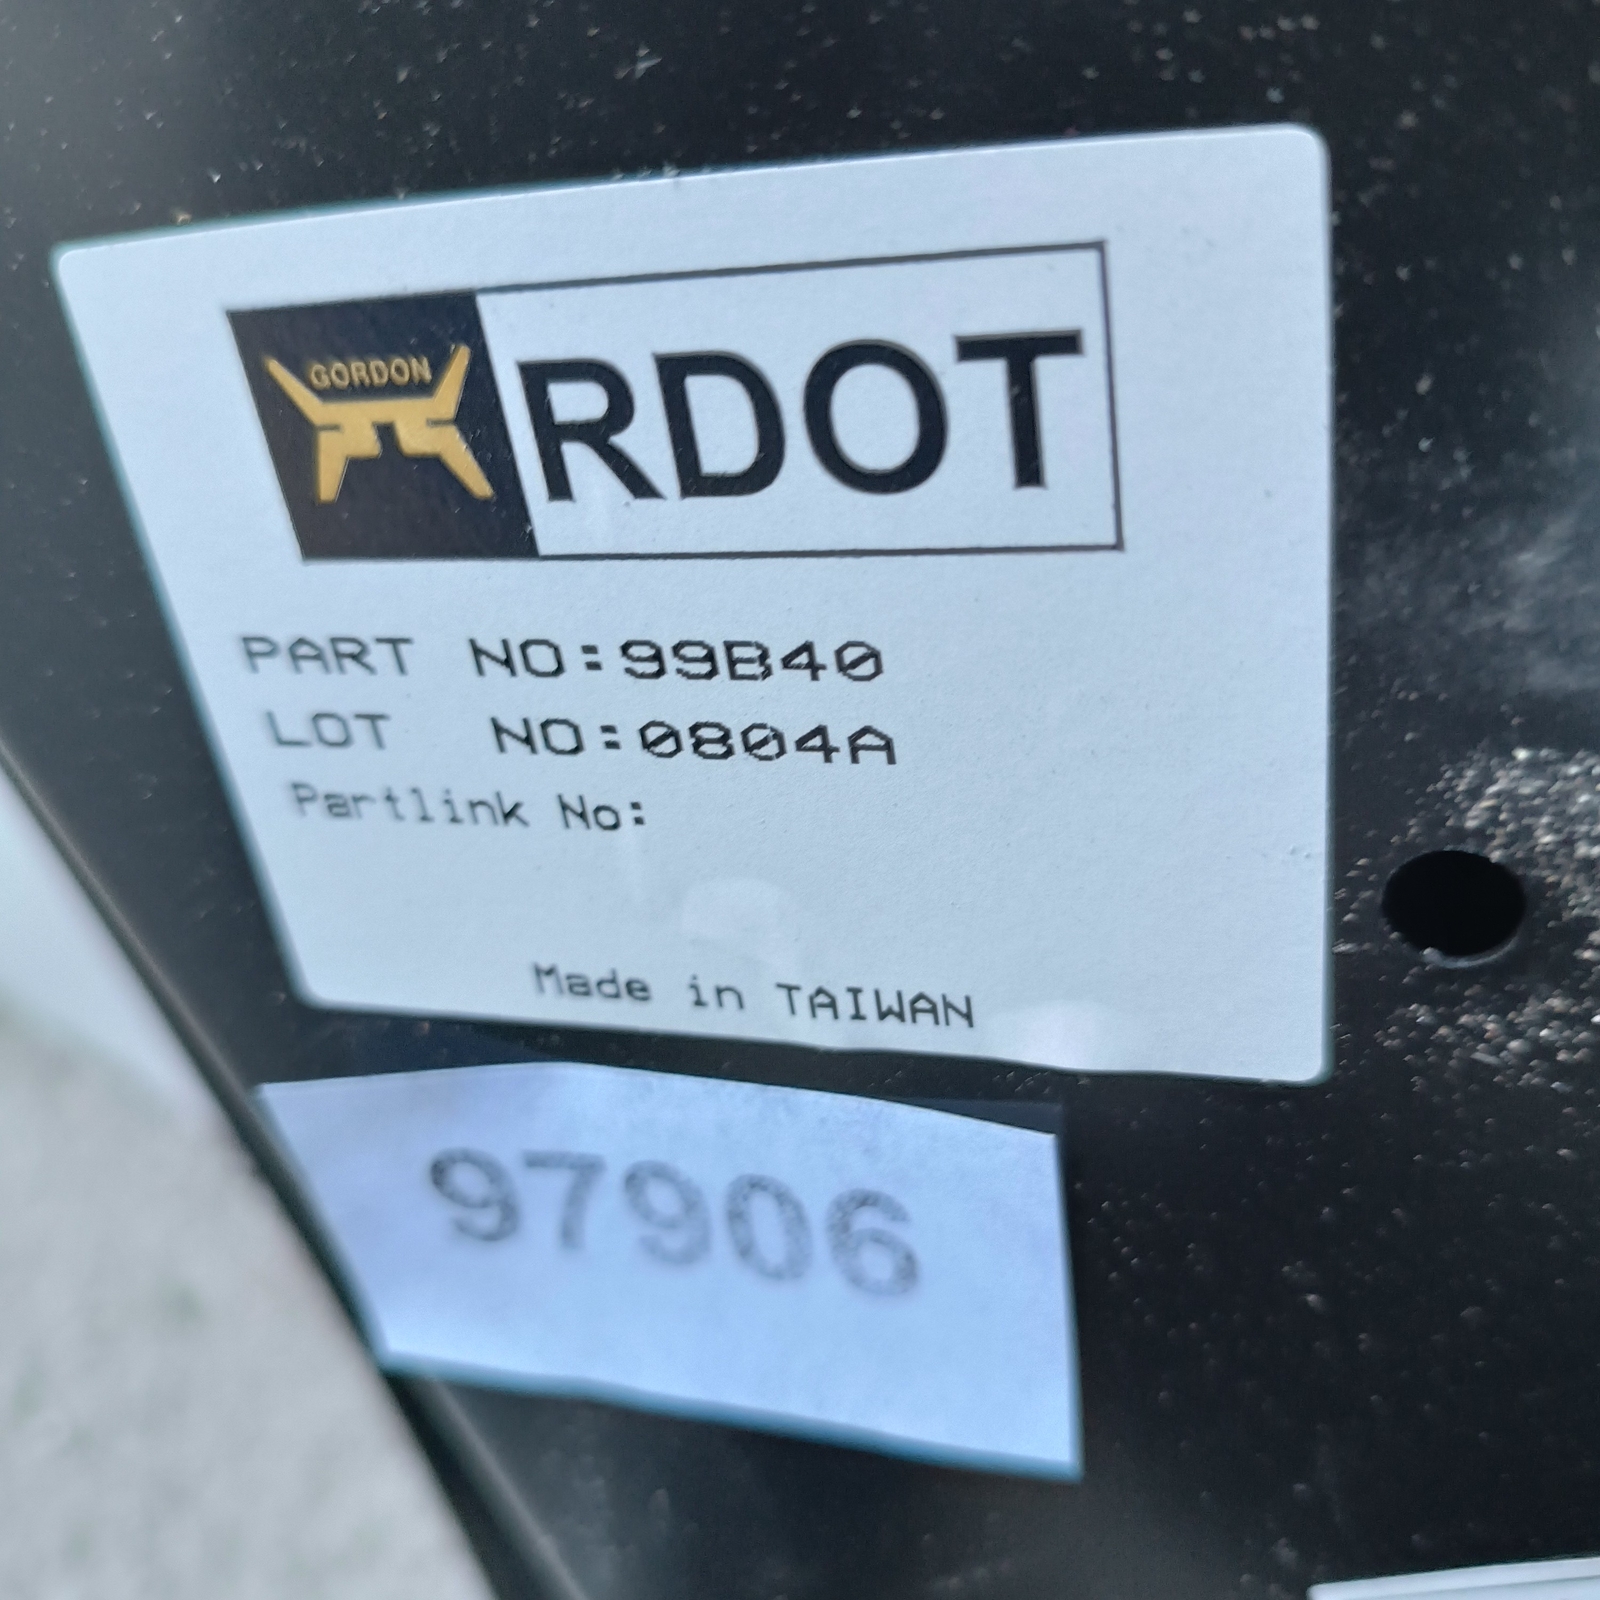 GORDON
RDOT
PART NO:99B40
LOT NO:0804A
Partlink No:
Made in TAIWAN
97906